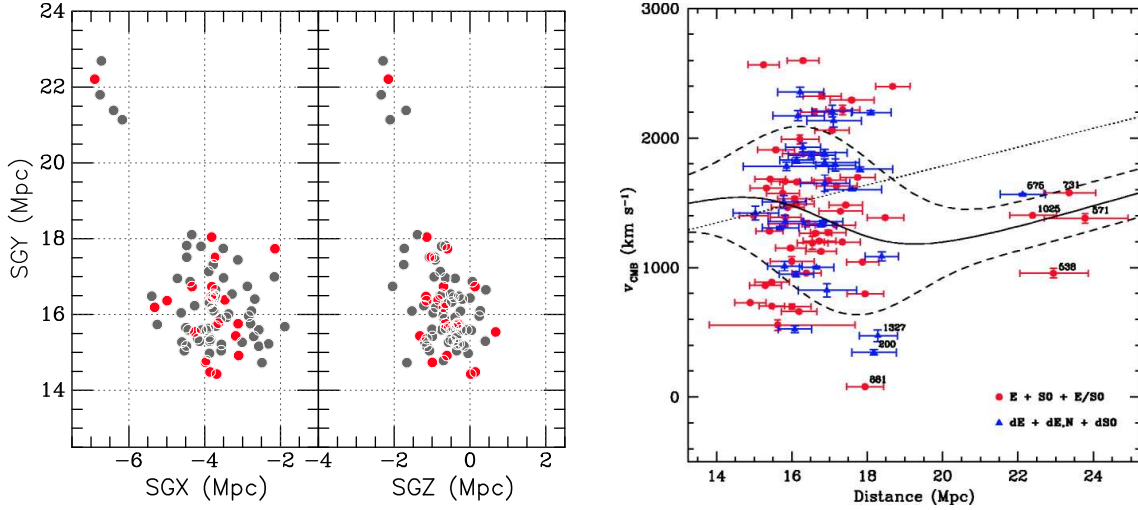 24
22
20
18
16
14
SGY (Mpc)
−6 −4 −2
SGX (Mpc)
−4 −2 0 2
SGZ (Mpc)
3000
2000
1000
0
v_CMB (km s⁻¹)
575
731
1025
571
538
1327
200
881
E + S0 + E/S0
dE + dE,N + dS0
14 16 18 20 22 24
Distance (Mpc)